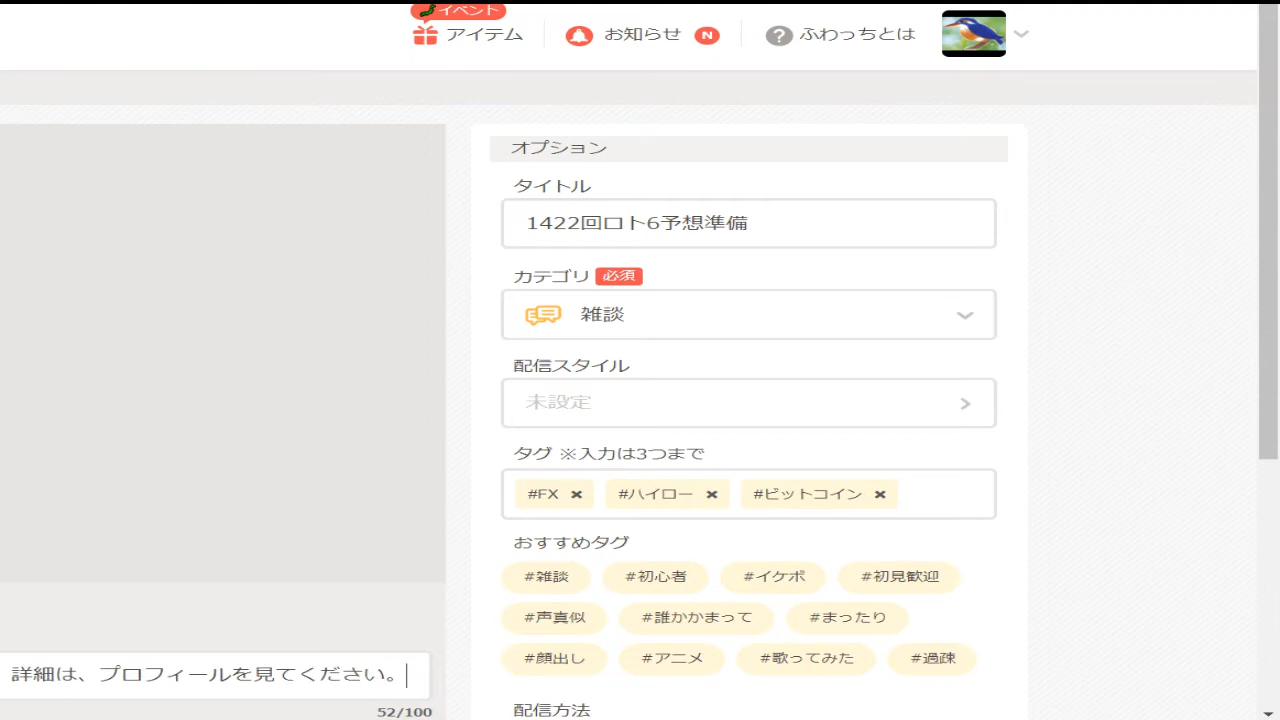 イベント
アイテム
お知らせ N
? ふわっちとは
オプション
タイトル
1422回ロト6予想準備
カテゴリ 必須
雑談
配信スタイル
未設定
タグ ※入力は3つまで
#FX × #ハイロー × #ビットコイン ×
おすすめタグ
#雑談 #初心者 #イケボ #初見歓迎
#声真似 #誰かかまって #まったり
#顔出し #アニメ #歌ってみた #過疎
配信方法
詳細は、プロフィールを見てください。
52/100